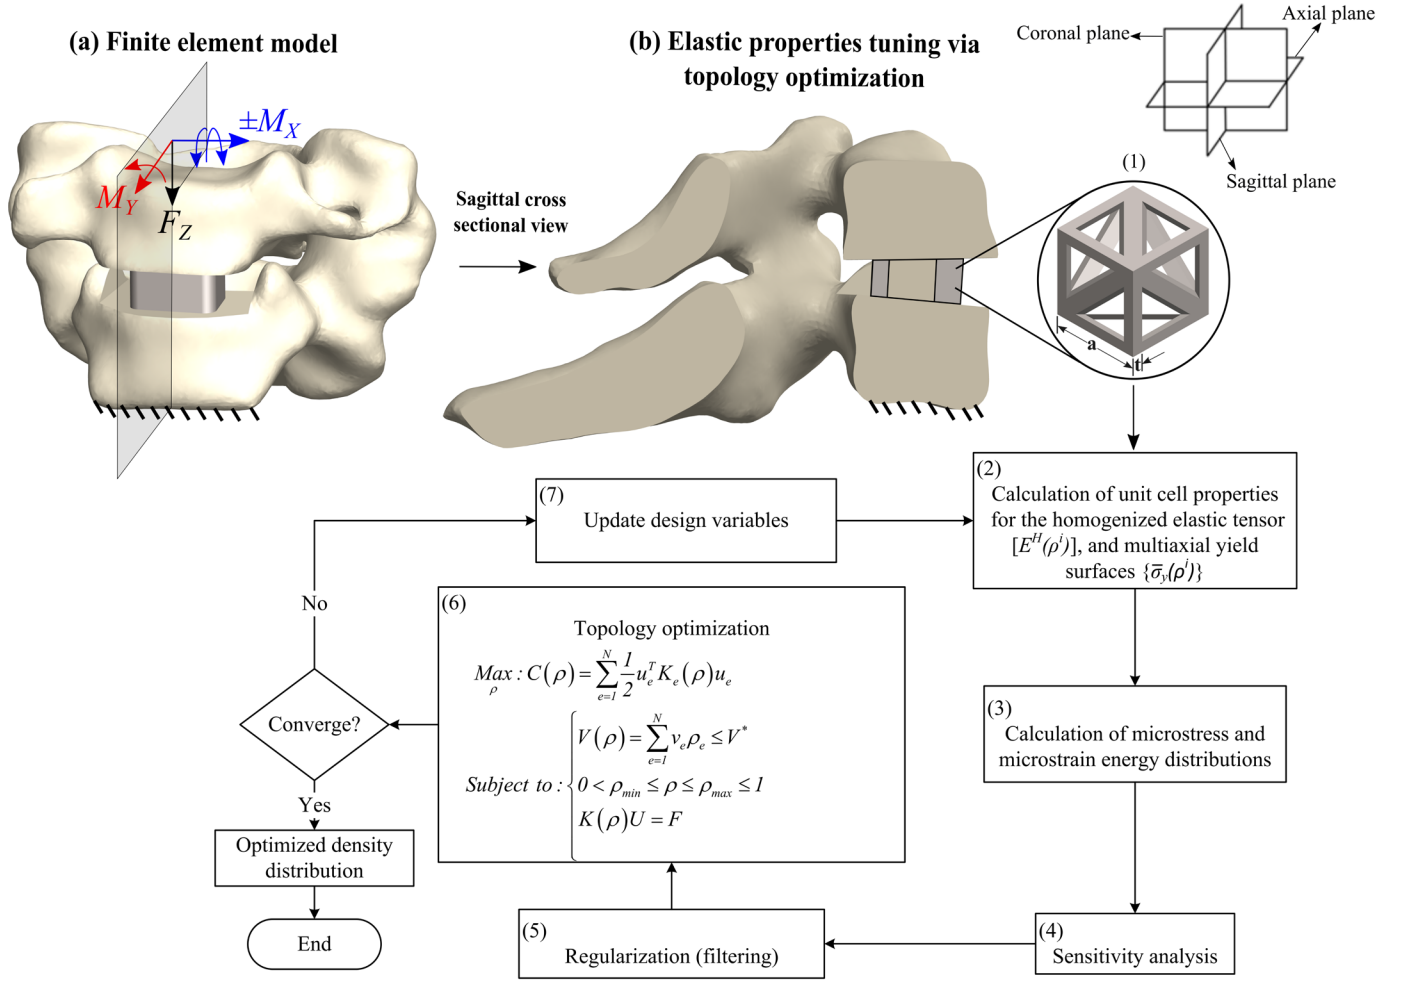 (a) Finite element model
±M_X
M_Y
F_Z
Sagittal cross
sectional view
(b) Elastic properties tuning via
topology optimization
Coronal plane
Axial plane
Sagittal plane
(1)
a
t
(2)
Calculation of unit cell properties
for the homogenized elastic tensor
[E^H(ρ^i)], and multiaxial yield
surfaces {σ̅_y(ρ^i)}
(3)
Calculation of microstress and
microstrain energy distributions
(4)
Sensitivity analysis
(5)
Regularization (filtering)
(6)
Topology optimization
Max_ρ : C(ρ) = ∑_{e=1}^{N} 1/2 u_e^T K_e(ρ) u_e
Subject to : { V(ρ) = ∑_{e=1}^{N} v_e ρ_e ≤ V^*
0 < ρ_min ≤ ρ ≤ ρ_max ≤ 1
K(ρ)U = F
Converge?
No
(7)
Update design variables
Yes
Optimized density
distribution
End